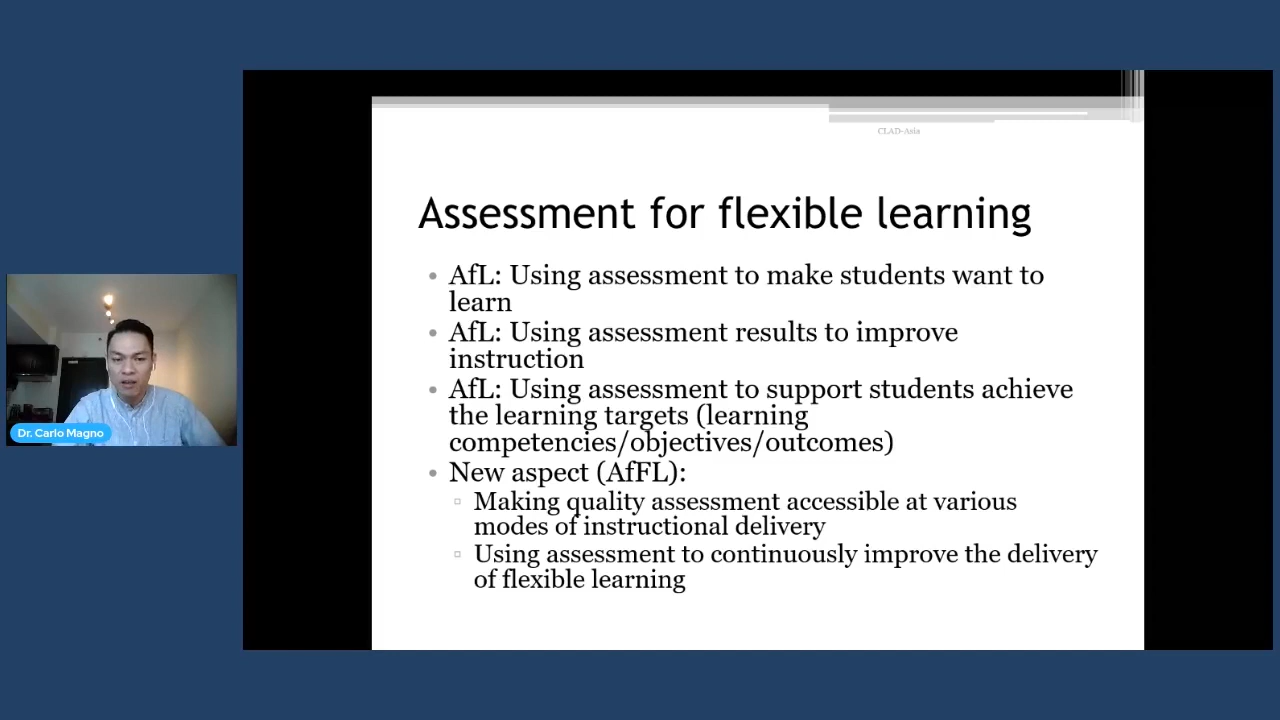 CLAD-Asia
Assessment for flexible learning
• AfL: Using assessment to make students want to
learn
• AfL: Using assessment results to improve
instruction
• AfL: Using assessment to support students achieve
the learning targets (learning
competencies/objectives/outcomes)
• New aspect (AfFL):
▫ Making quality assessment accessible at various
modes of instructional delivery
▫ Using assessment to continuously improve the delivery
of flexible learning
Dr. Carlo Magno